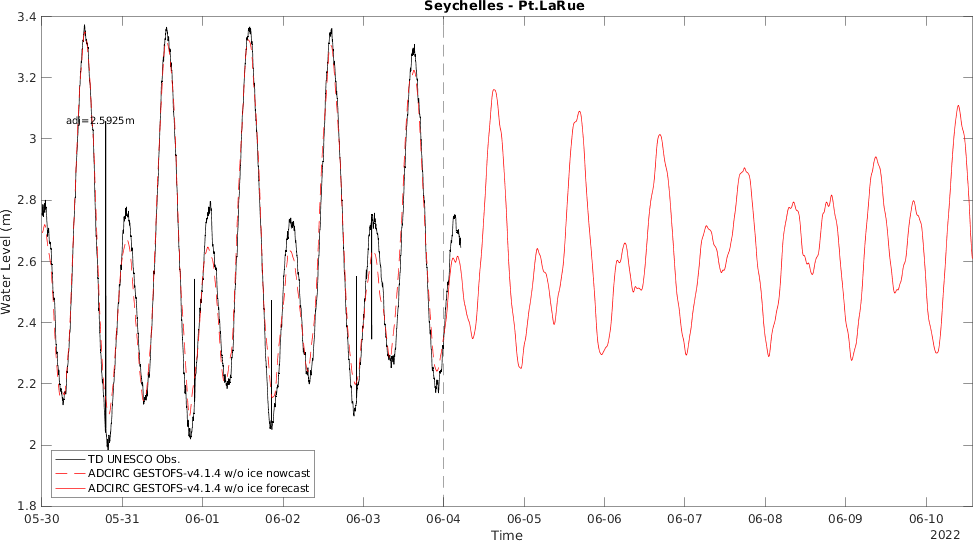 Seychelles - Pt.LaRue
3.4
3.2
3
2.8
2.6
2.4
2.2
2
1.8
Water Level (m)
adj=2.5925m
TD UNESCO Obs.
ADCIRC GESTOFS-v4.1.4 w/o ice nowcast
ADCIRC GESTOFS-v4.1.4 w/o ice forecast
05-30 05-31 06-01 06-02 06-03 06-04 06-05 06-06 06-07 06-08 06-09 06-10
Time
2022